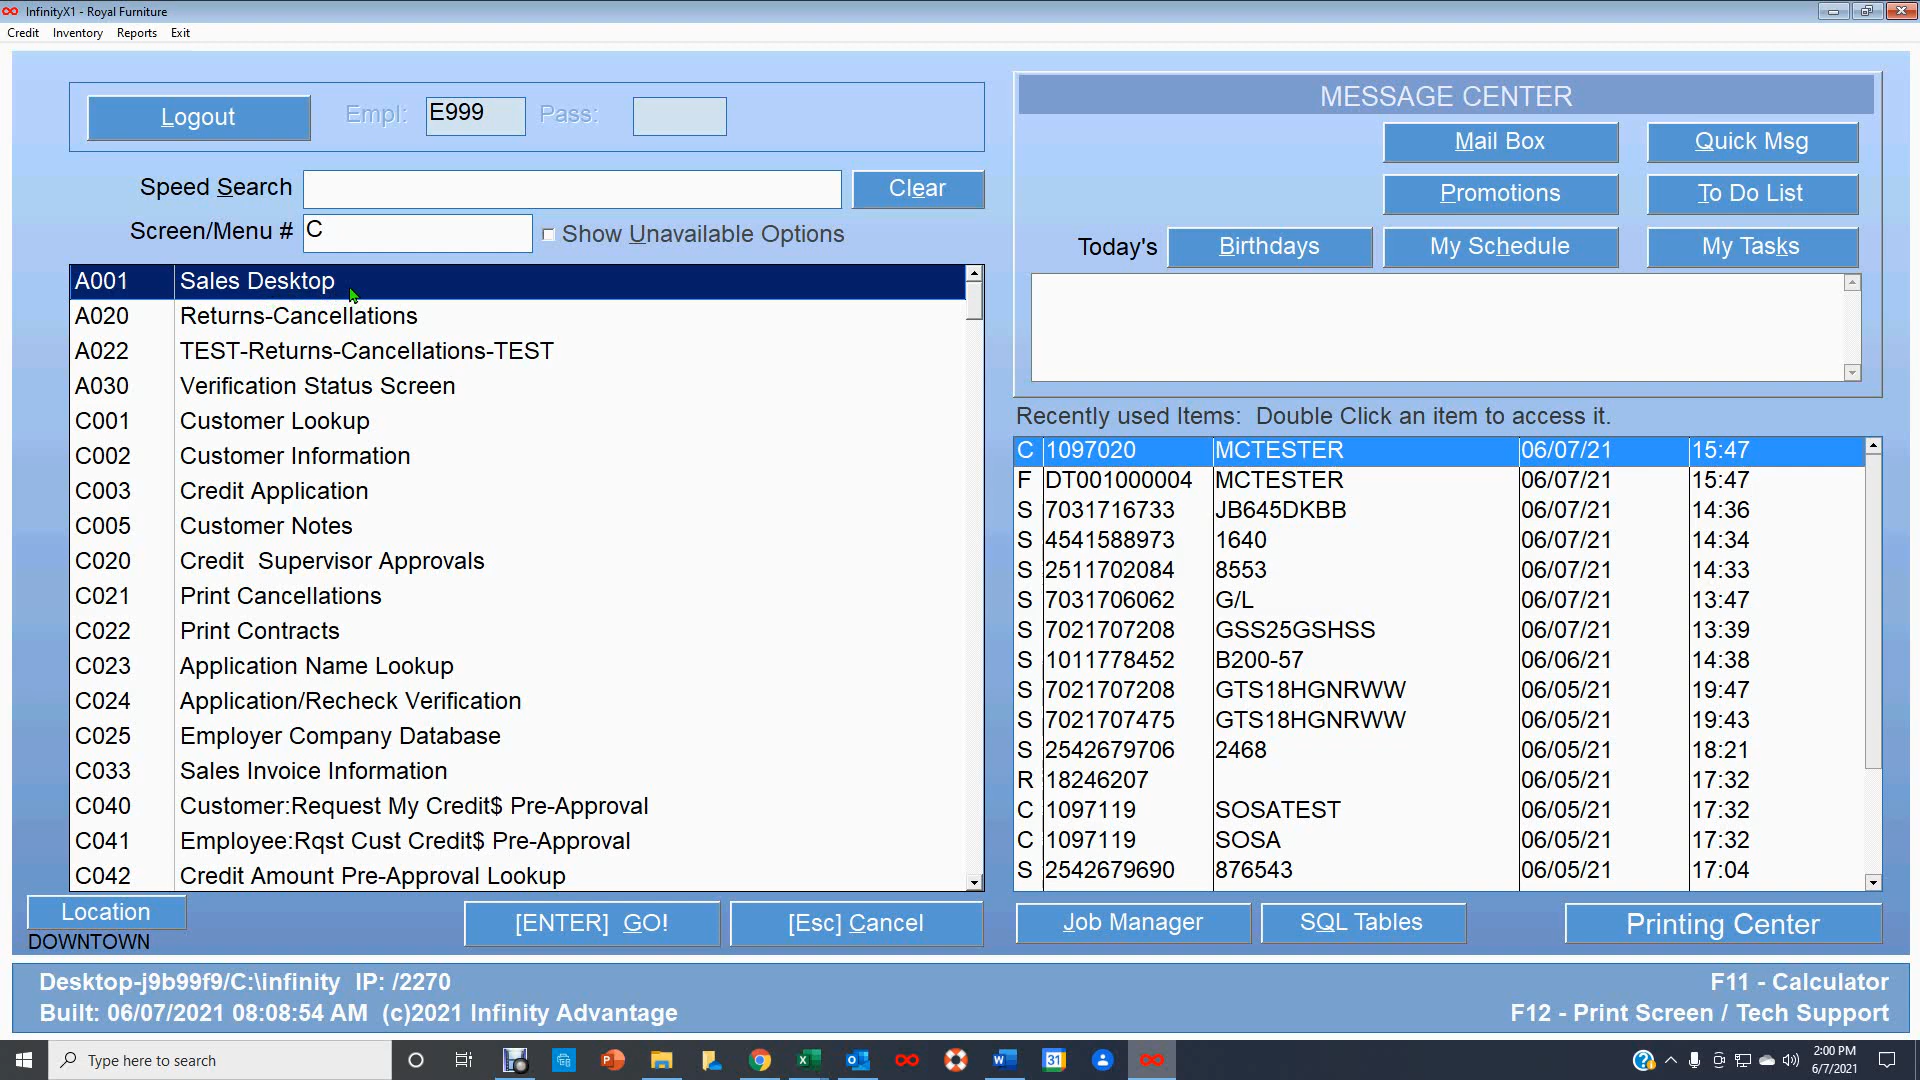 InfinityX1 - Royal Furniture
Credit Inventory Reports Exit
Logout Empl: E999 Pass:
Speed Search Clear
Screen/Menu # C Show Unavailable Options
A001 Sales Desktop
A020 Returns-Cancellations
A022 TEST-Returns-Cancellations-TEST
A030 Verification Status Screen
C001 Customer Lookup
C002 Customer Information
C003 Credit Application
C005 Customer Notes
C020 Credit  Supervisor Approvals
C021 Print Cancellations
C022 Print Contracts
C023 Application Name Lookup
C024 Application/Recheck Verification
C025 Employer Company Database
C033 Sales Invoice Information
C040 Customer:Request My Credit$ Pre-Approval
C041 Employee:Rqst Cust Credit$ Pre-Approval
C042 Credit Amount Pre-Approval Lookup
Location
DOWNTOWN
[ENTER]  GO! [Esc] Cancel
MESSAGE CENTER
Mail Box Quick Msg
Promotions To Do List
Today's Birthdays My Schedule My Tasks
Recently used Items:  Double Click an item to access it.
C 1097020 MCTESTER 06/07/21 15:47
F DT001000004 MCTESTER 06/07/21 15:47
S 7031716733 JB645DKBB 06/07/21 14:36
S 4541588973 1640 06/07/21 14:34
S 2511702084 8553 06/07/21 14:33
S 7031706062 G/L 06/07/21 13:47
S 7021707208 GSS25GSHSS 06/07/21 13:39
S 1011778452 B200-57 06/06/21 14:38
S 7021707208 GTS18HGNRWW 06/05/21 19:47
S 7021707475 GTS18HGNRWW 06/05/21 19:43
S 2542679706 2468 06/05/21 18:21
R 18246207 06/05/21 17:32
C 1097119 SOSATEST 06/05/21 17:32
C 1097119 SOSA 06/05/21 17:32
S 2542679690 876543 06/05/21 17:04
Job Manager SQL Tables Printing Center
Desktop-j9b99f9/C:\infinity  IP: /2270 F11 - Calculator
Built: 06/07/2021 08:08:54 AM  (c)2021 Infinity Advantage F12 - Print Screen / Tech Support
Type here to search
31
2:00 PM
6/7/2021